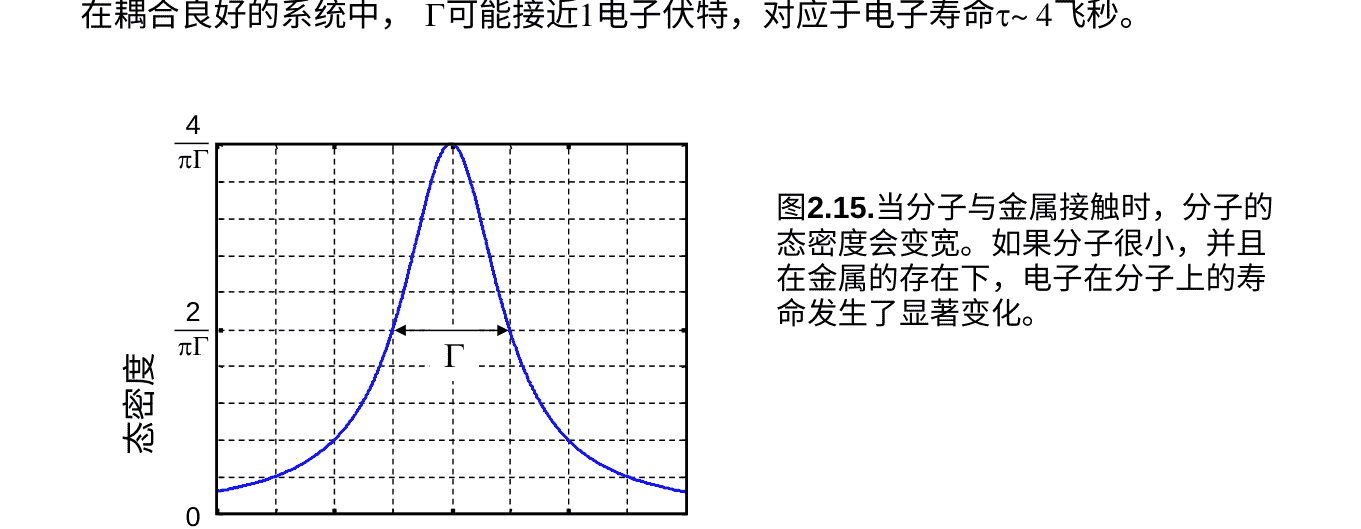 在耦合良好的系统中， Γ可能接近1电子伏特，对应于电子寿命τ~ 4飞秒。
4
πΓ
2
πΓ
Γ
态密度
0
图2.15.当分子与金属接触时，分子的
态密度会变宽。如果分子很小，并且
在金属的存在下，电子在分子上的寿
命发生了显著变化。